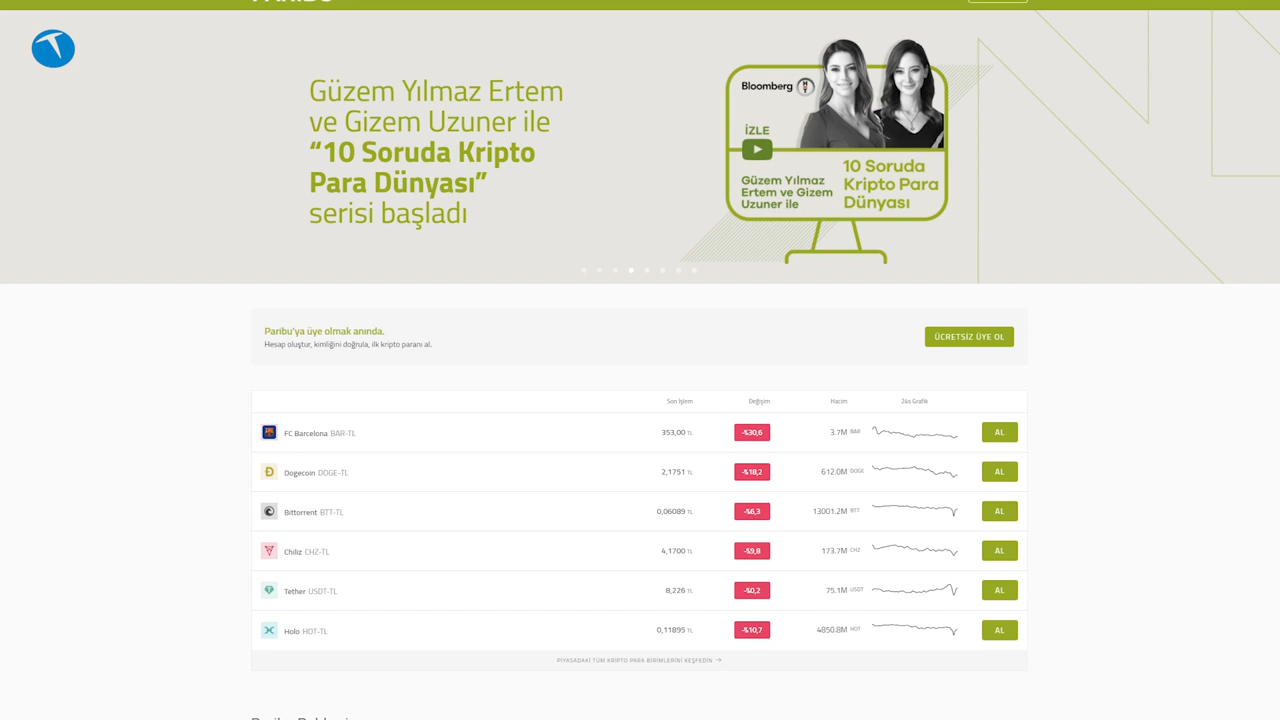 PARIBU
Güzem Yılmaz Ertem
ve Gizem Uzuner ile
“10 Soruda Kripto
Para Dünyası”
serisi başladı
Bloomberg HT
İZLE
Güzem Yılmaz
Ertem ve Gizem
Uzuner ile
10 Soruda
Kripto Para
Dünyası
Paribu'ya üye olmak anında.
Hesap oluştur, kimliğini doğrula, ilk kripto paranı al.
ÜCRETSİZ ÜYE OL
Son İşlem Değişim Hacim 24s Grafik
FC Barcelona BAR-TL 353,00 TL -%30,6 3.7M BAR AL
Dogecoin DOGE-TL 2,1751 TL -%18,2 612.0M DOGE AL
Bittorrent BTT-TL 0,06089 TL -%6,3 13001.2M BTT AL
Chiliz CHZ-TL 4,1700 TL -%9,8 173.7M CHZ AL
Tether USDT-TL 8,226 TL -%0,2 75.1M USDT AL
Holo HOT-TL 0,11895 TL -%10,7 4850.8M HOT AL
PİYASADAKİ TÜM KRİPTO PARA BİRİMLERİNİ KEŞFEDİN →